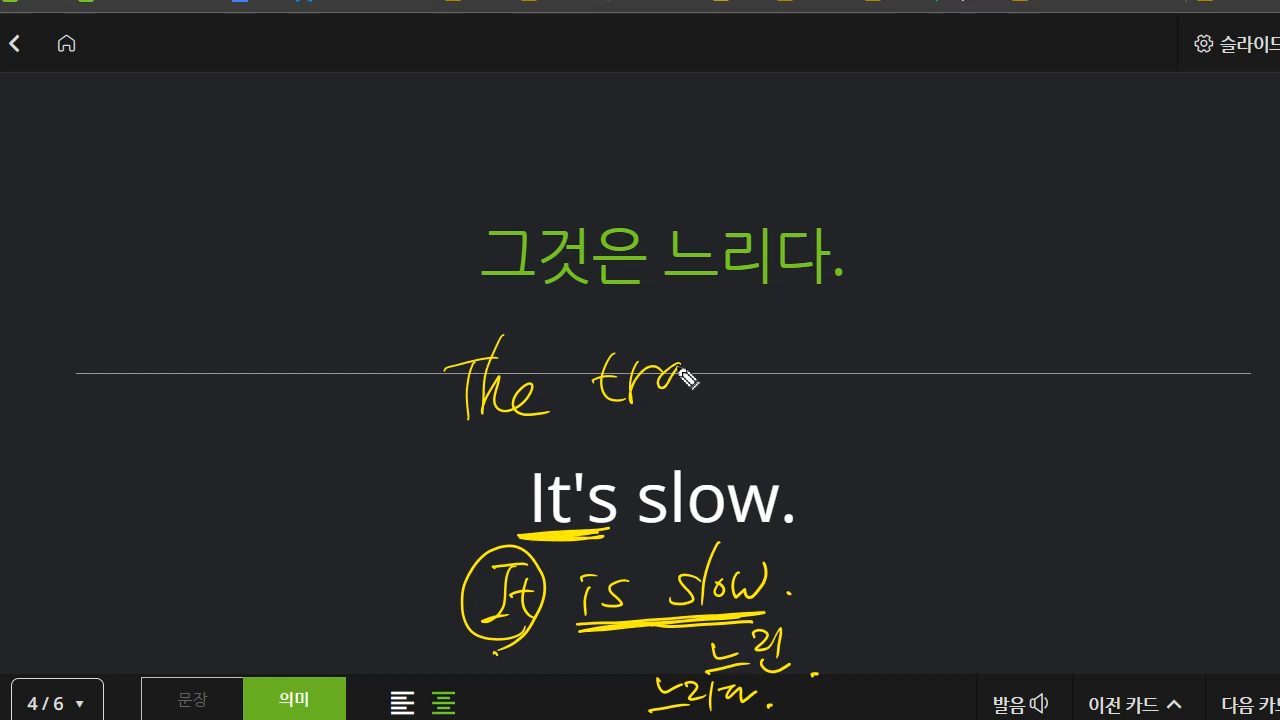 슬라이드
그것은 느리다.
The tra
It's slow.
It is slow.
느린
느리다.
4/6
문장
의미
발음
이전 카드
다음 카드